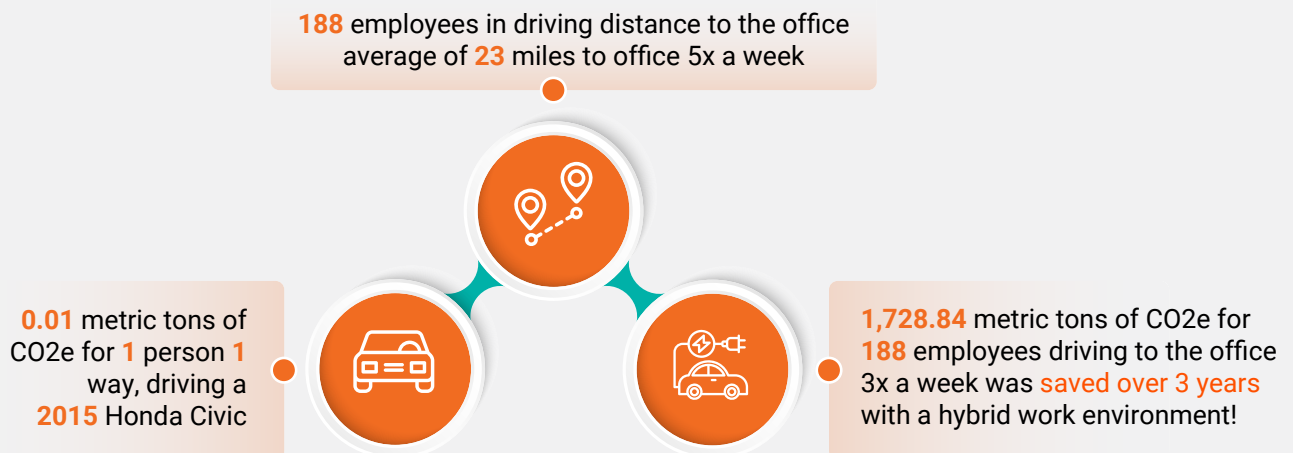 188 employees in driving distance to the office
average of 23 miles to office 5x a week
0.01 metric tons of
CO2e for 1 person 1
way, driving a
2015 Honda Civic
1,728.84 metric tons of CO2e for
188 employees driving to the office
3x a week was saved over 3 years
with a hybrid work environment!